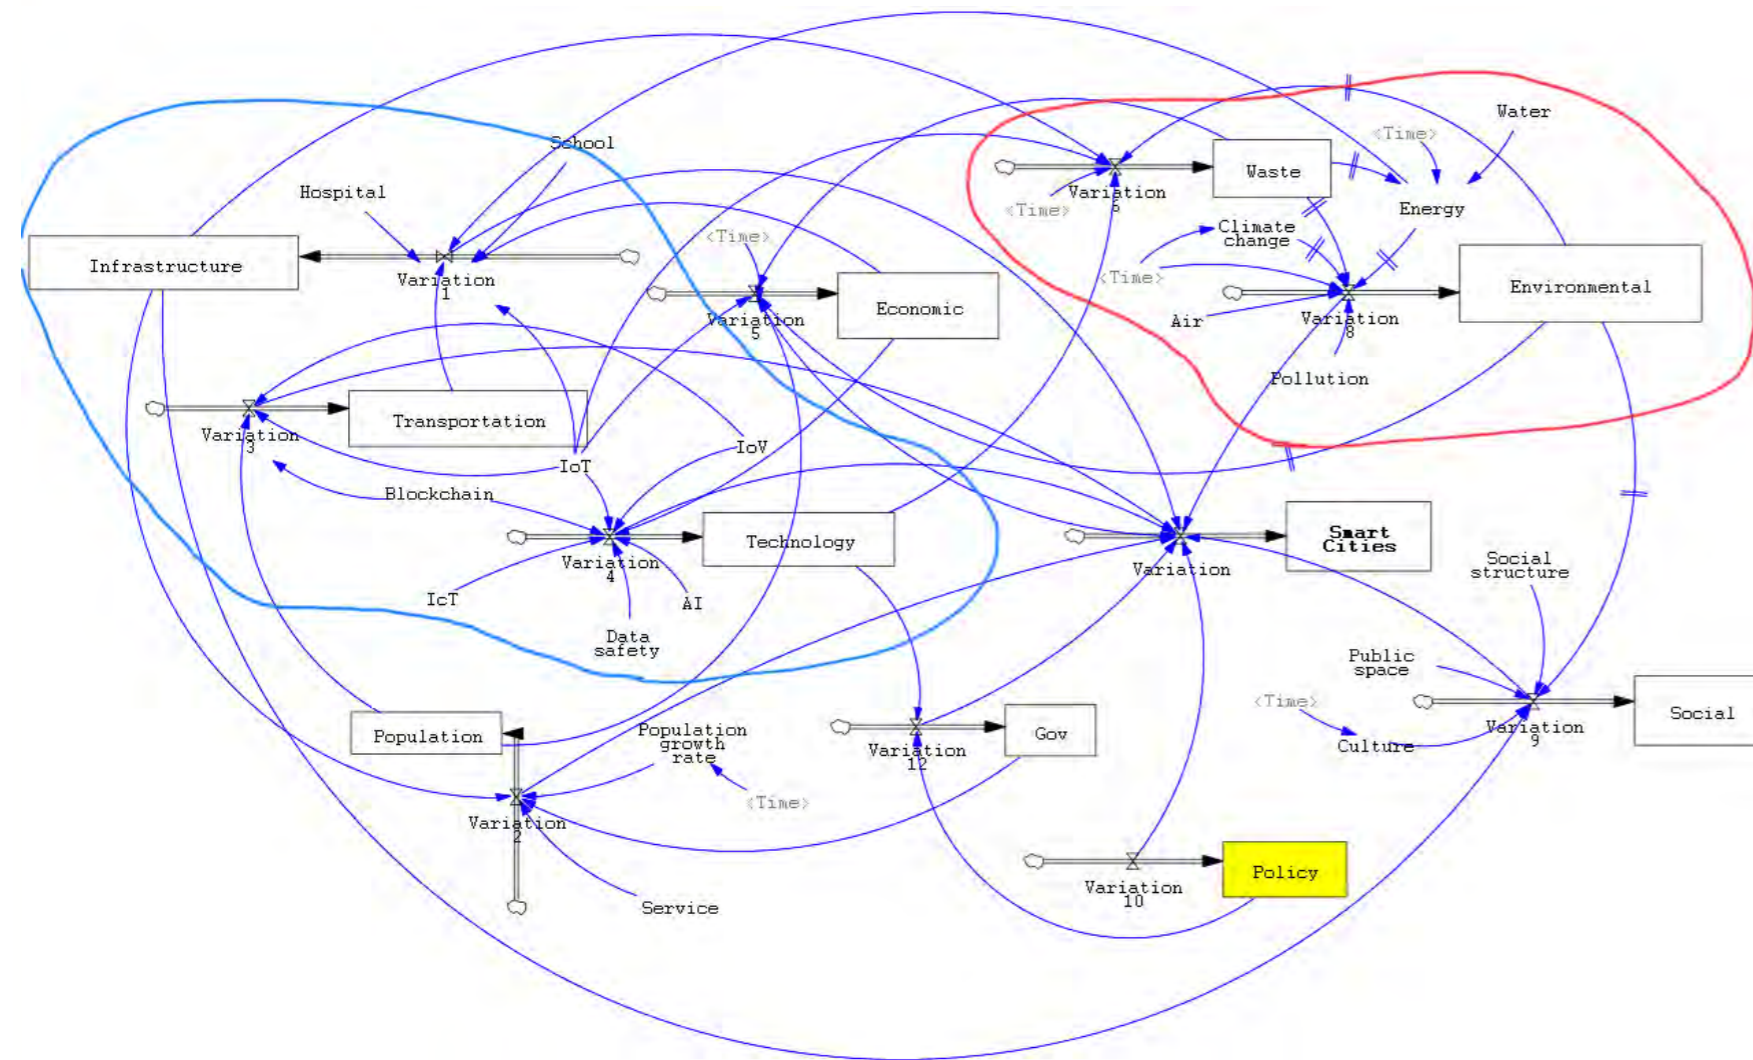 Water
<Time>
School
Waste
Variation
6
Hospital
<Time>
Energy
Climate
change
<Time>
Infrastructure
Variation
1
<Time>
Environmental
Economic
Variation
5
Air
Variation
8
Pollution
Transportation
Variation
3
IoV
IoT
Blockchain
Technology
Smart
Cities
Variation
4
Variation
Social
structure
IcT
AI
Data
safety
Public
space
<Time>
Social
Variation
9
Culture
Population
Population
growth
rate
Gov
Variation
12
<Time>
Variation
2
Policy
Variation
10
Service